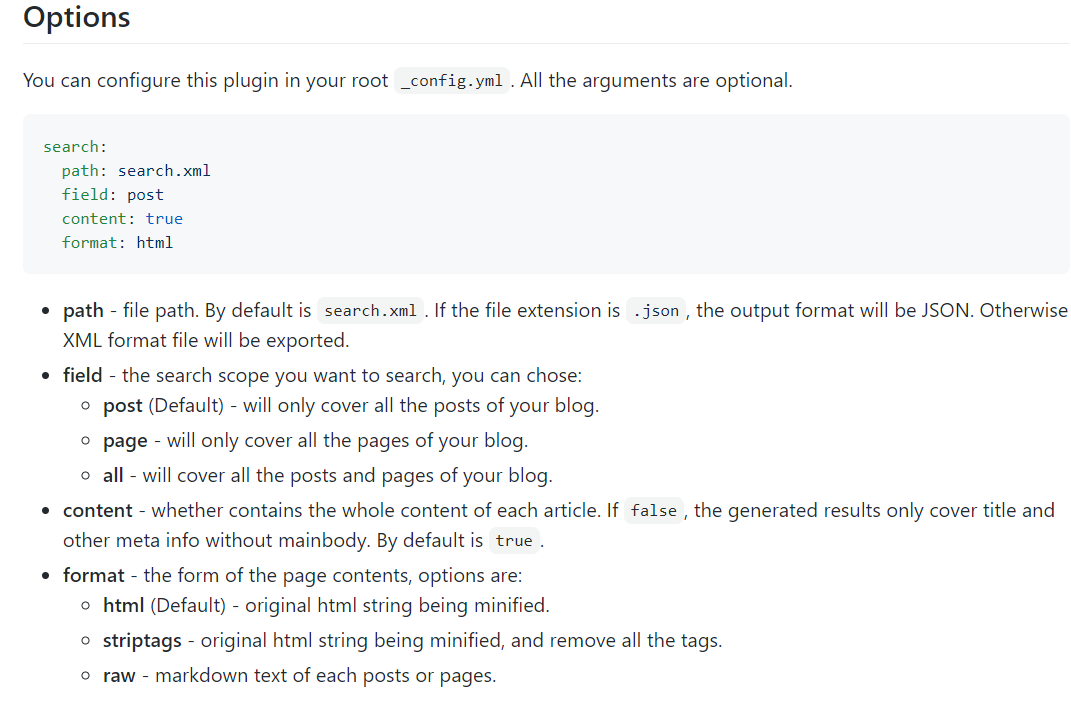 Options
You can configure this plugin in your root _config.yml. All the arguments are optional.
search:
  path: search.xml
  field: post
  content: true
  format: html
• path - file path. By default is search.xml. If the file extension is .json, the output format will be JSON. Otherwise
XML format file will be exported.
• field - the search scope you want to search, you can chose:
○ post (Default) - will only cover all the posts of your blog.
○ page - will only cover all the pages of your blog.
○ all - will cover all the posts and pages of your blog.
• content - whether contains the whole content of each article. If false, the generated results only cover title and
other meta info without mainbody. By default is true.
• format - the form of the page contents, options are:
○ html (Default) - original html string being minified.
○ striptags - original html string being minified, and remove all the tags.
○ raw - markdown text of each posts or pages.